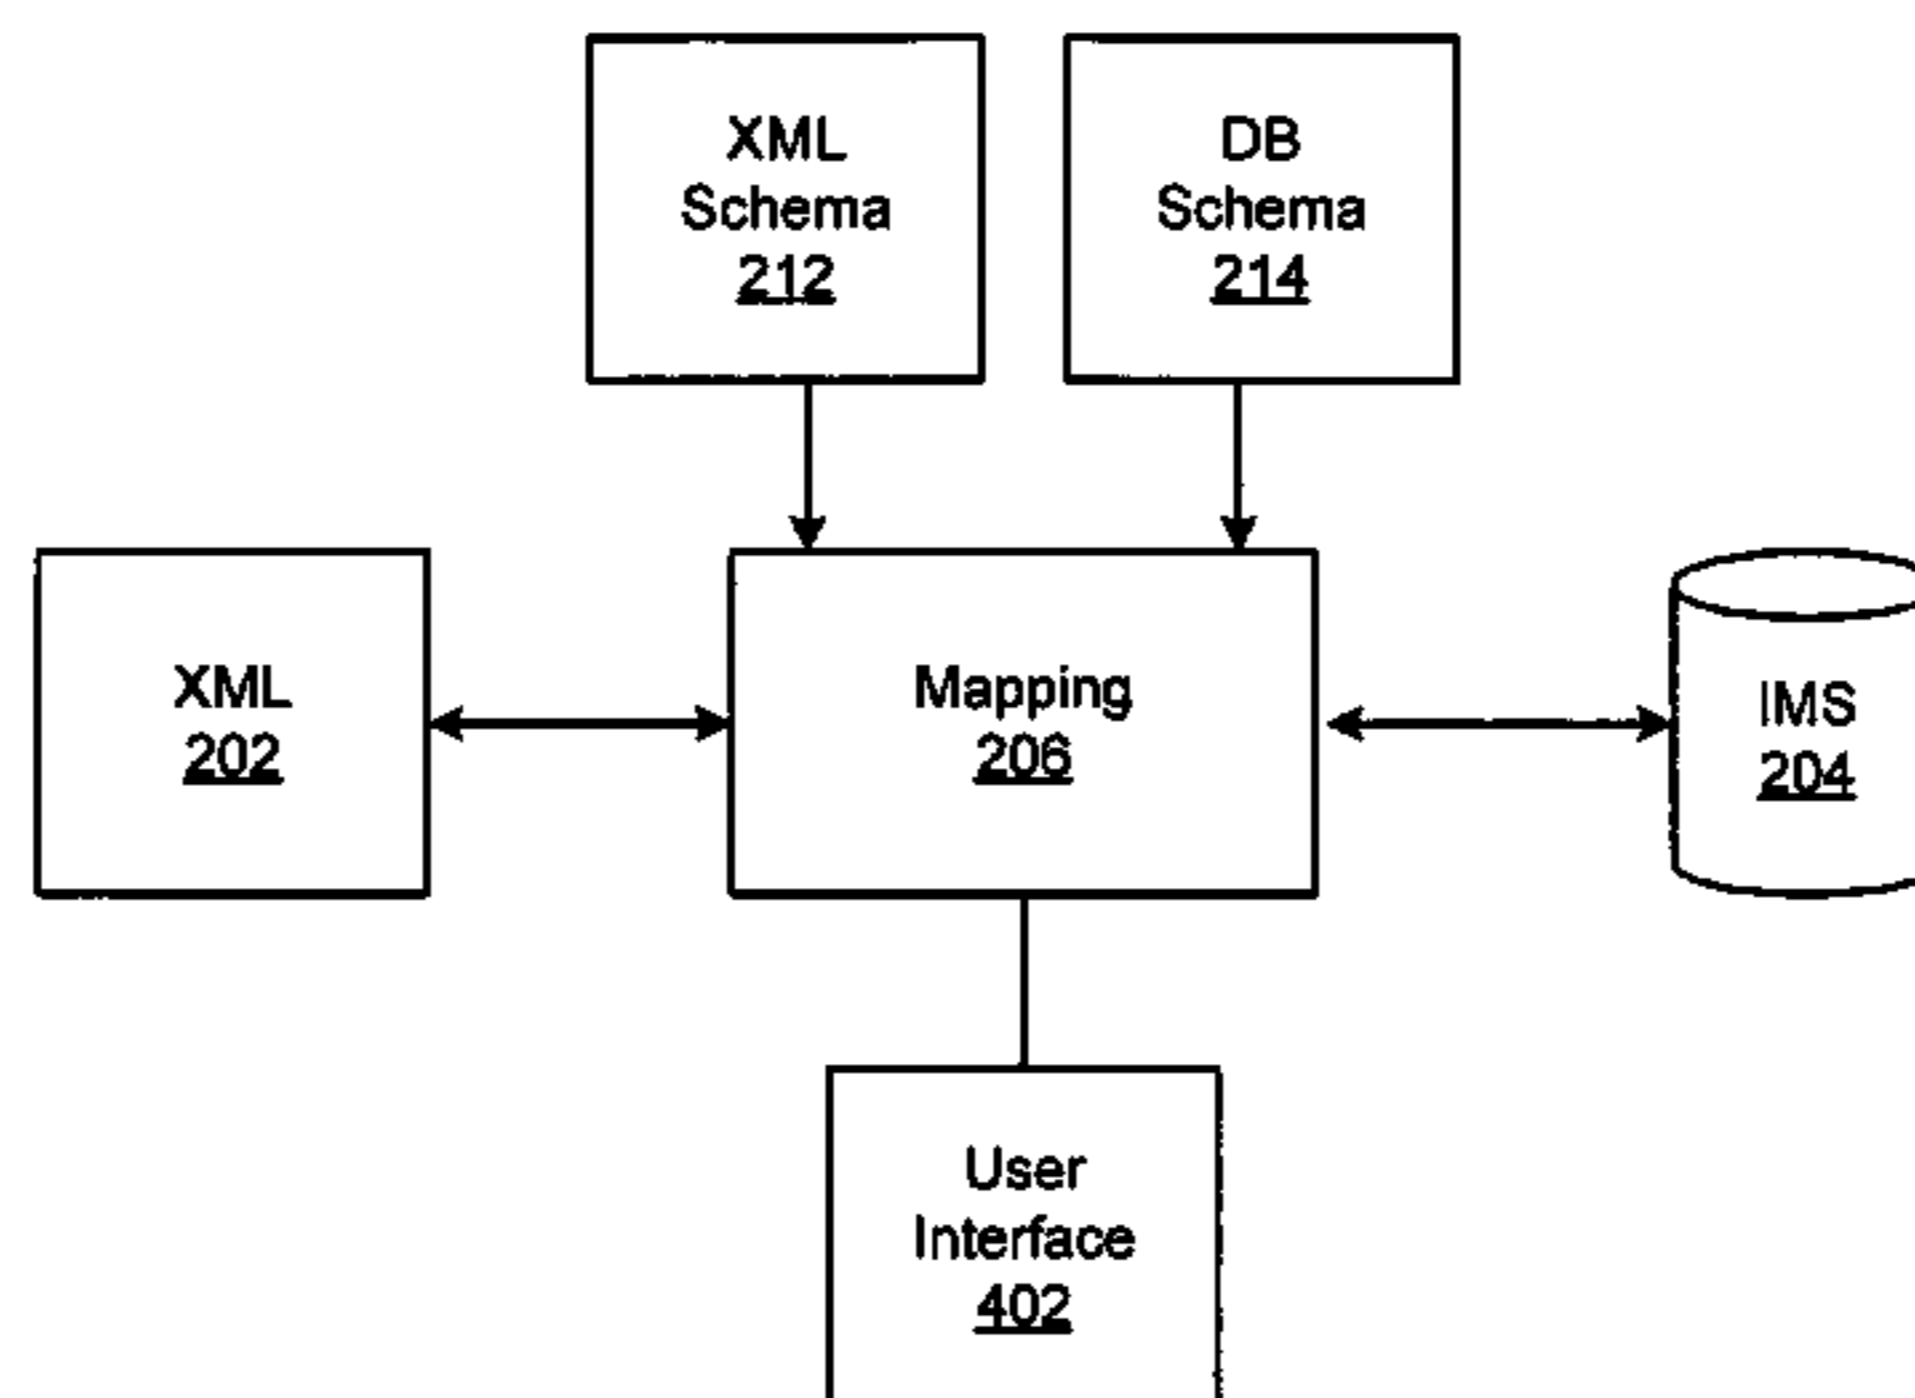 XML
Schema
212
DB
Schema
214
XML
202
Mapping
206
IMS
204
User
Interface
402